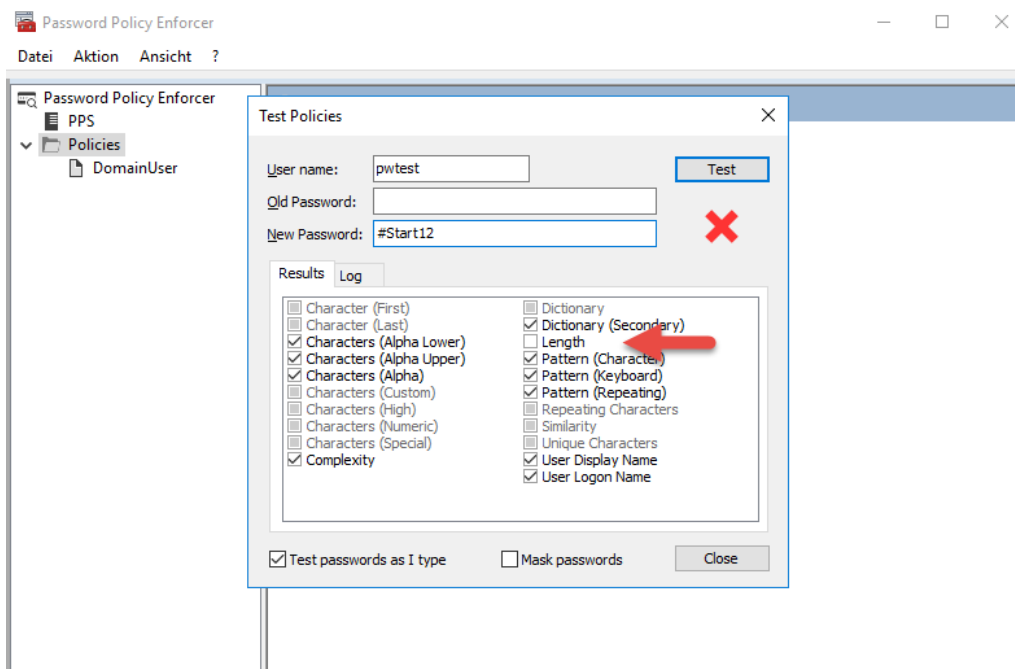 Password Policy Enforcer
Datei Aktion Ansicht ?
Password Policy Enforcer
PPS
Policies
DomainUser
Test Policies
User name: pwtest
Test
Old Password:
New Password: #Start12
Results Log
Character (First)
Character (Last)
Characters (Alpha Lower)
Characters (Alpha Upper)
Characters (Alpha)
Characters (Custom)
Characters (High)
Characters (Numeric)
Characters (Special)
Complexity
Dictionary
Dictionary (Secondary)
Length
Pattern (Character)
Pattern (Keyboard)
Pattern (Repeating)
Repeating Characters
Similarity
Unique Characters
User Display Name
User Logon Name
Test passwords as I type
Mask passwords
Close